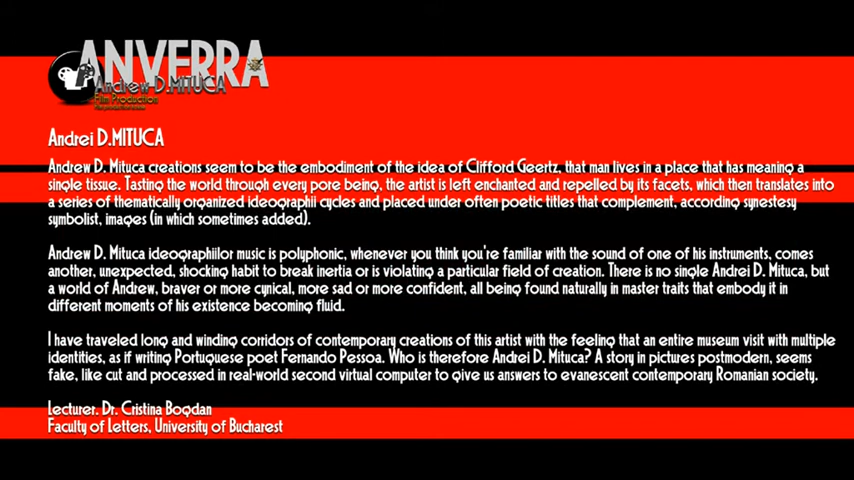 ANVERRA
Andrew D.MITUCA
Film Production
Andrei D.MITUCA
Andrew D. Mituca creations seem to be the embodiment of the idea of Clifford Geertz, that man lives in a place that has meaning a
single tissue. Tasting the world through every pore being, the artist is left enchanted and repelled by its facets, which then translates into
a series of thematically organized ideographii cycles and placed under often poetic titles that complement, according synestesy
symbolist, images (in which sometimes added).
Andrew D. Mituca ideographiilor music is polyphonic, whenever you think you're familiar with the sound of one of his instruments, comes
another, unexpected, shocking habit to break inertia or is violating a particular field of creation. There is no single Andrei D. Mituca, but
a world of Andrew, braver or more cynical, more sad or more confident, all being found naturally in master traits that embody it in
different moments of his existence becoming fluid.
I have traveled long and winding corridors of contemporary creations of this artist with the feeling that an entire museum visit with multiple
identities, as if writing Portuguese poet Fernando Pessoa. Who is therefore Andrei D. Mituca? A story in pictures postmodern, seems
fake, like cut and processed in real-world second virtual computer to give us answers to evanescent contemporary Romanian society.
Lecturer. Dr. Cristina Bogdan
Faculty of Letters, University of Bucharest